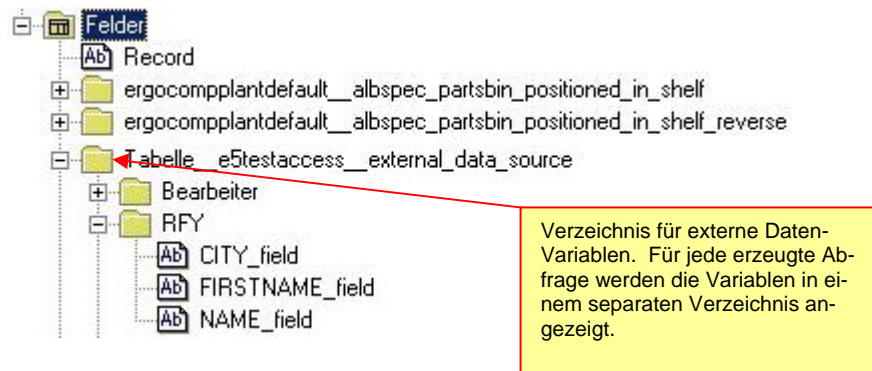 Felder
Record
ergocompplantdefault__albspec_partsbin_positioned_in_shelf
ergocompplantdefault__albspec_partsbin_positioned_in_shelf_reverse
Tabelle__e5testaccess__external_data_source
Bearbeiter
RFY
CITY_field
FIRSTNAME_field
NAME_field
Verzeichnis für externe Daten-
Variablen. Für jede erzeugte Ab-
frage werden die Variablen in ei-
nem separaten Verzeichnis an-
gezeigt.